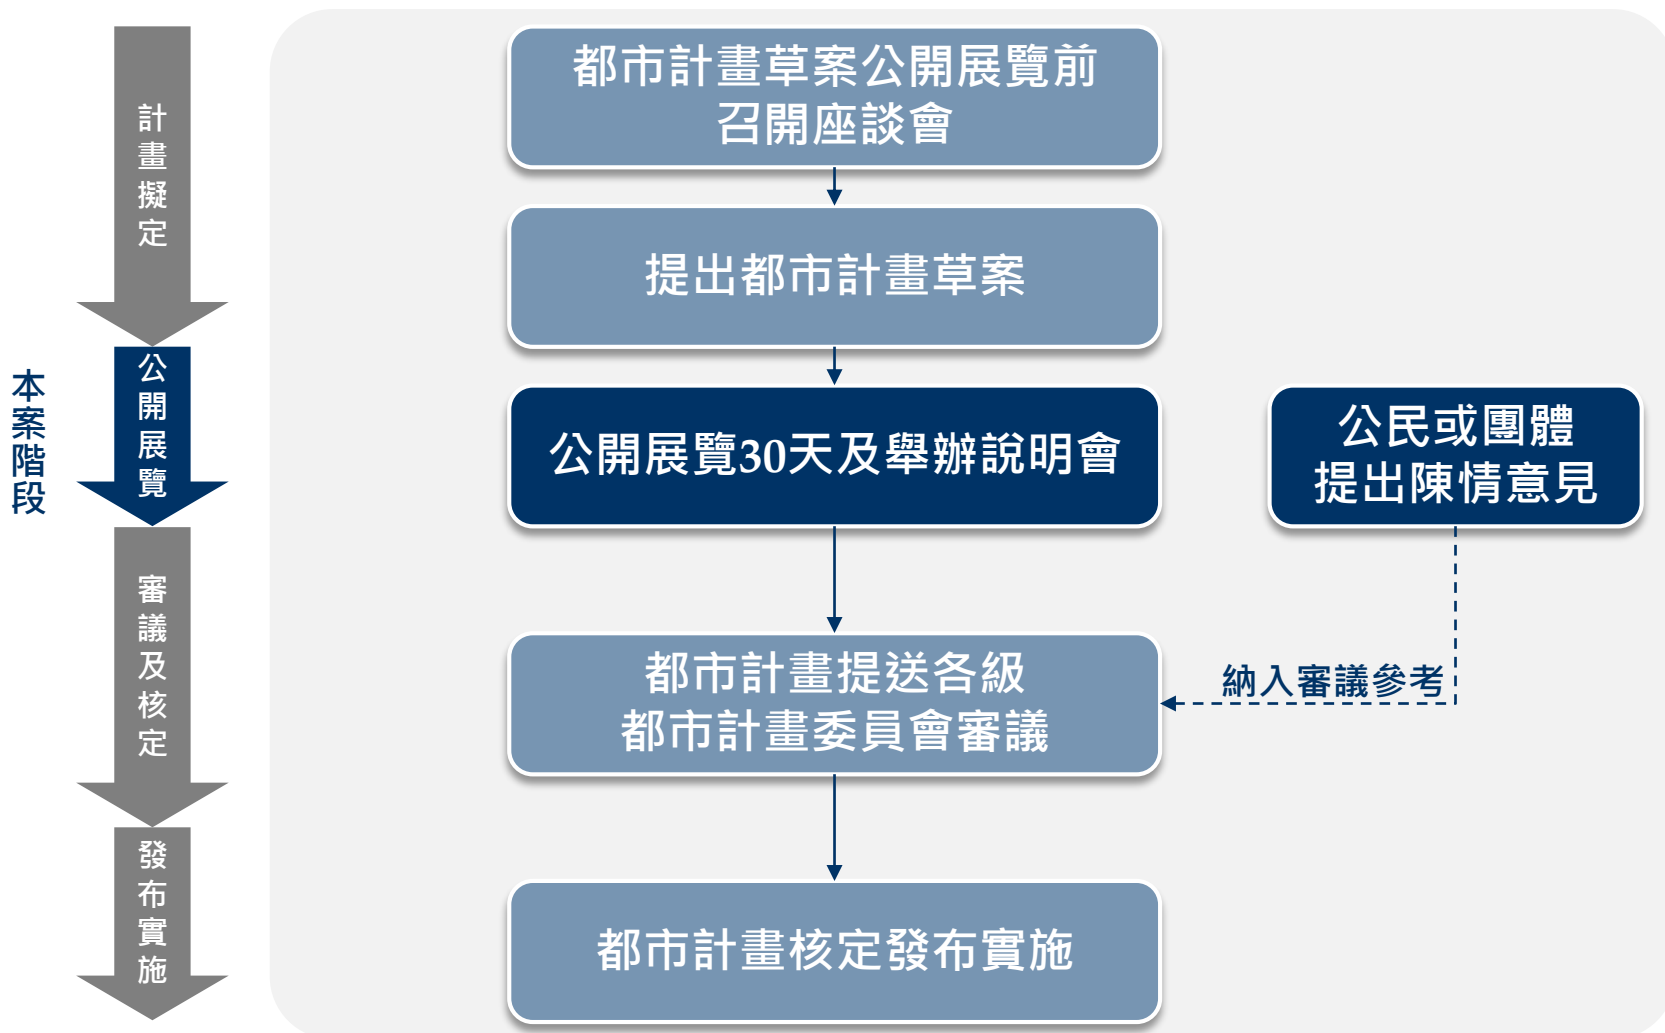 本案階段
計畫擬定
公開展覽
審議及核定
發布實施
都市計畫草案公開展覽前
召開座談會
提出都市計畫草案
公開展覽30天及舉辦說明會
公民或團體
提出陳情意見
都市計畫提送各級
都市計畫委員會審議
納入審議參考
都市計畫核定發布實施